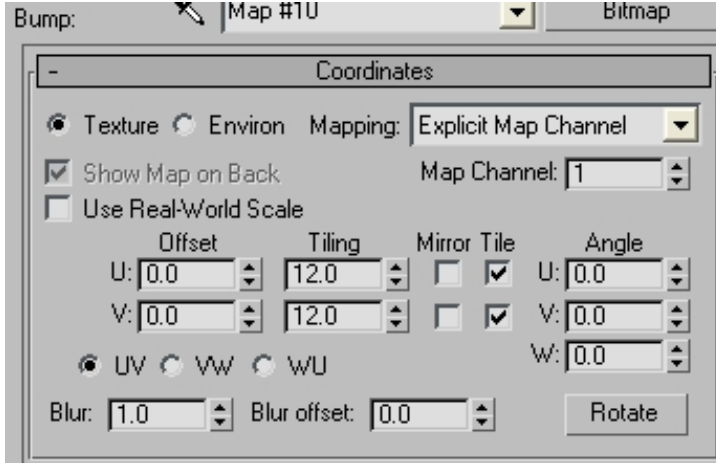 Bump: Map #10 Bitmap
- Coordinates
Texture Environ Mapping: Explicit Map Channel
Show Map on Back Map Channel: 1
Use Real-World Scale
Offset Tiling Mirror Tile Angle
U: 0.0 12.0 U: 0.0
V: 0.0 12.0 V: 0.0
UV VW WU W: 0.0
Blur: 1.0 Blur offset: 0.0 Rotate